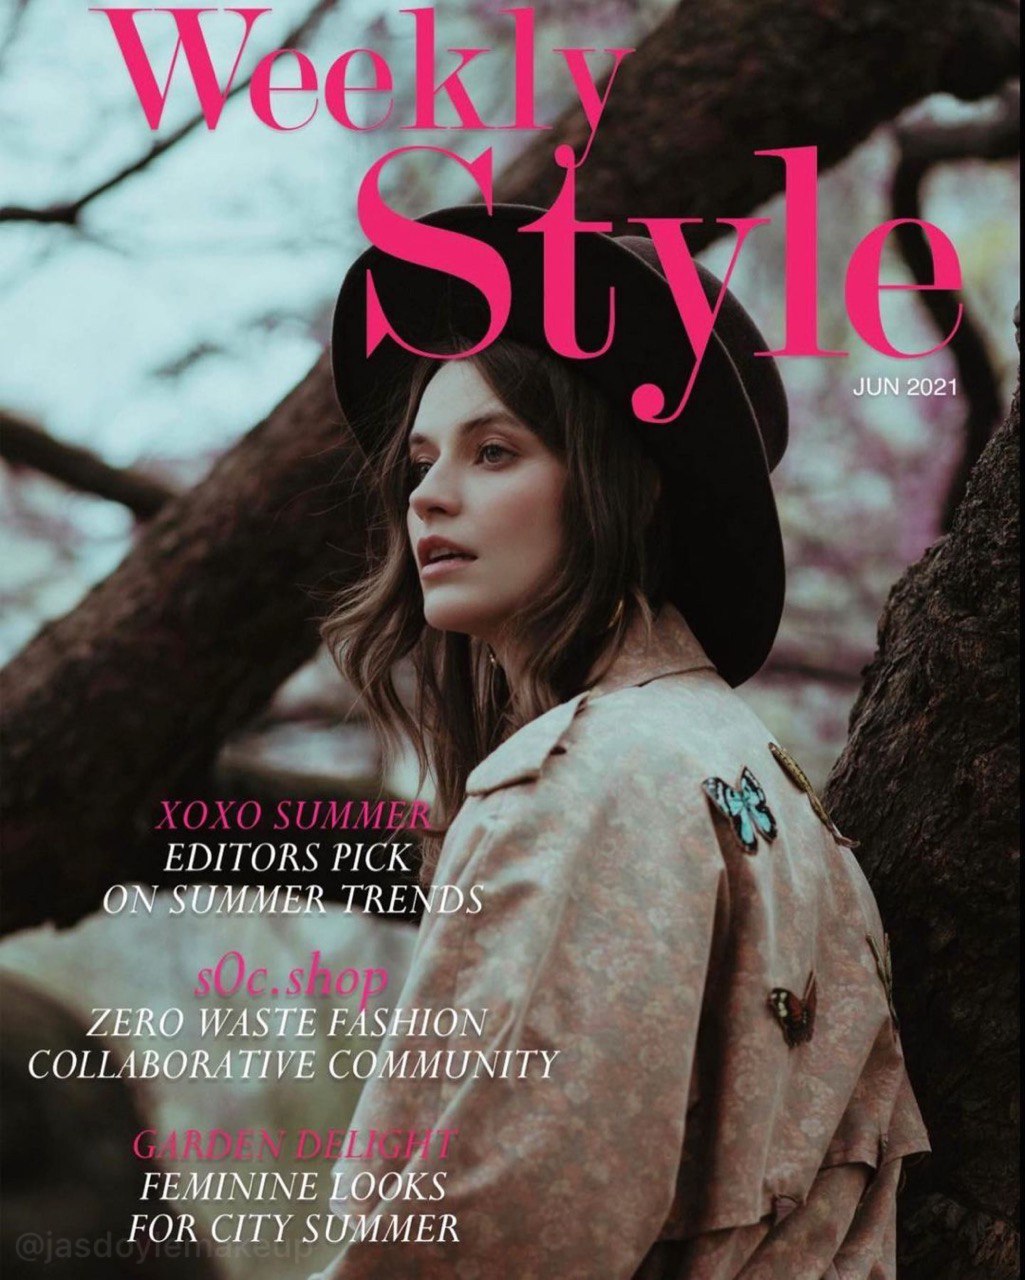 Weekly
Style
JUN 2021
XOXO SUMMER
EDITORS PICK
ON SUMMER TRENDS
s0c.shop
ZERO WASTE FASHION
COLLABORATIVE COMMUNITY
GARDEN DELIGHT
FEMININE LOOKS
FOR CITY SUMMER
@jasdoylemakeup